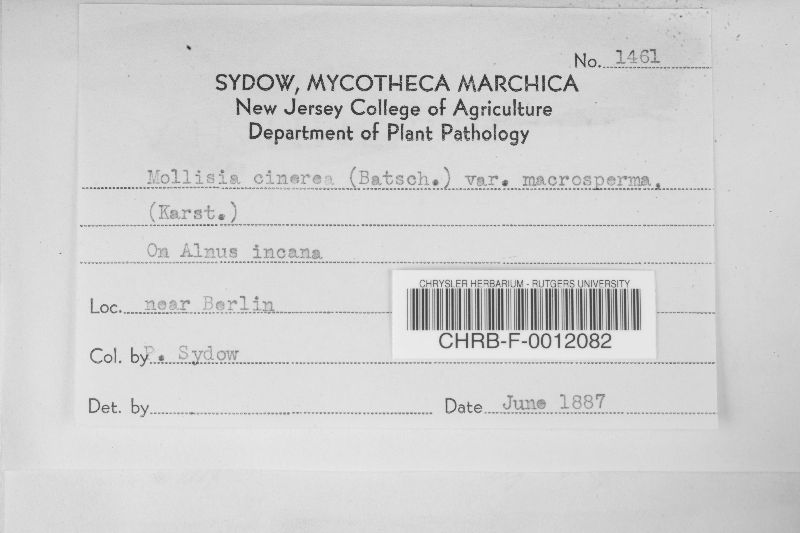 No. 1461
SYDOW, MYCOTHECA MARCHICA
New Jersey College of Agriculture
Department of Plant Pathology
Mollisia cinerea (Batsch.) var. macrosperma.
(Karst.)
On Alnus incana
Loc. near Berlin
CHRYSLER HERBARIUM - RUTGERS UNIVERSITY
CHRB-F-0012082
Col. by P. Sydow
Det. by
Date June 1887